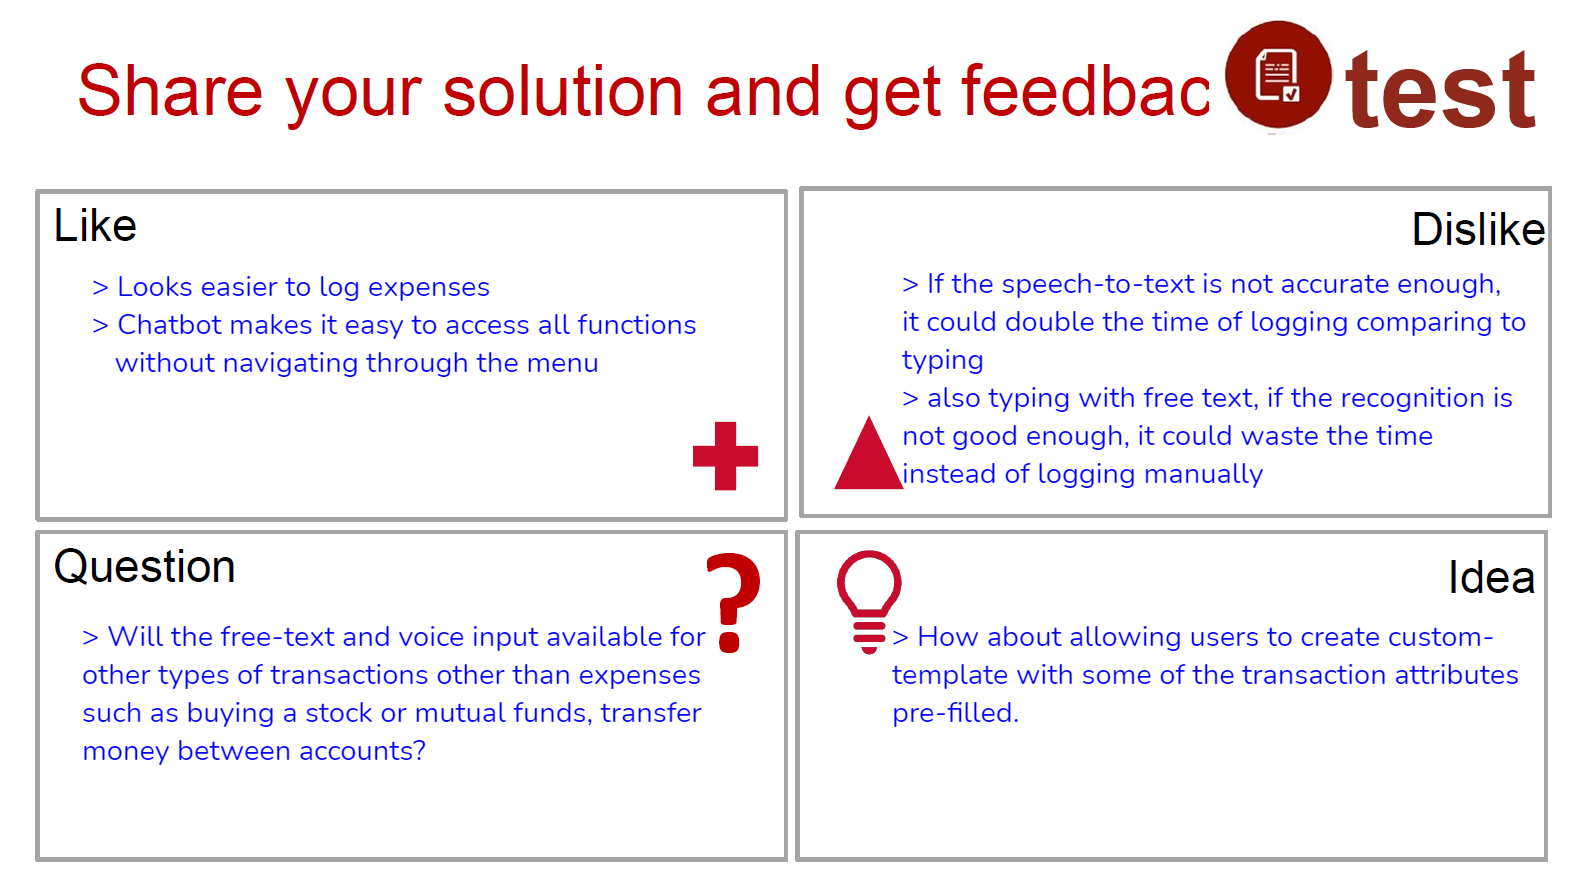 Share your solution and get feedbac
test
Like
> Looks easier to log expenses
> Chatbot makes it easy to access all functions
without navigating through the menu
Dislike
> If the speech-to-text is not accurate enough,
it could double the time of logging comparing to
typing
> also typing with free text, if the recognition is
not good enough, it could waste the time
instead of logging manually
Question
?
> Will the free-text and voice input available for
other types of transactions other than expenses
such as buying a stock or mutual funds, transfer
money between accounts?
Idea
> How about allowing users to create custom-
template with some of the transaction attributes
pre-filled.